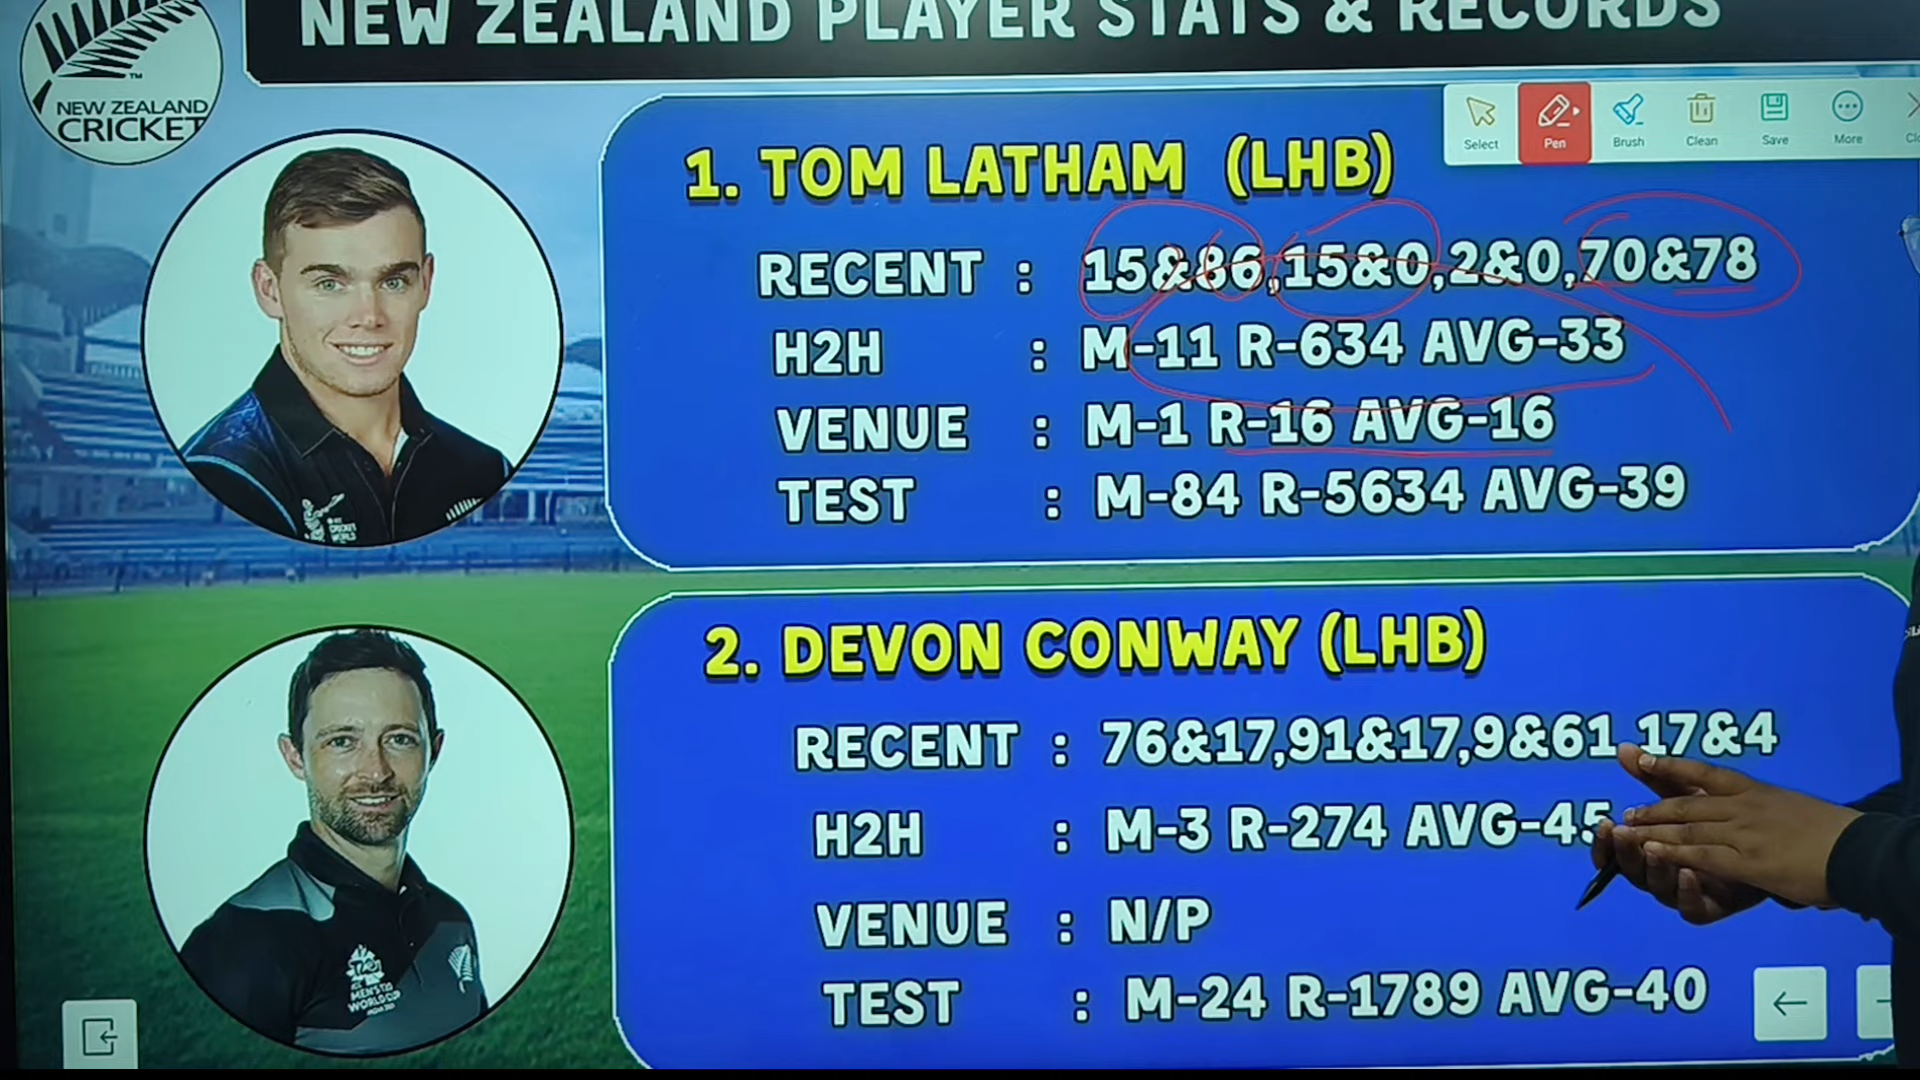 NEW ZEALAND PLAYER STATS & RECORDS
™
NEW ZEALAND
CRICKET
Select
Pen
Brush
Clean
Save
More
1. TOM LATHAM (LHB)
RECENT : 15&86,15&0,2&0,70&78
H2H : M-11 R-634 AVG-33
VENUE : M-1 R-16 AVG-16
TEST : M-84 R-5634 AVG-39
2. DEVON CONWAY (LHB)
RECENT : 76&17,91&17,9&61,17&4
H2H : M-3 R-274 AVG-45
VENUE : N/P
TEST : M-24 R-1789 AVG-40